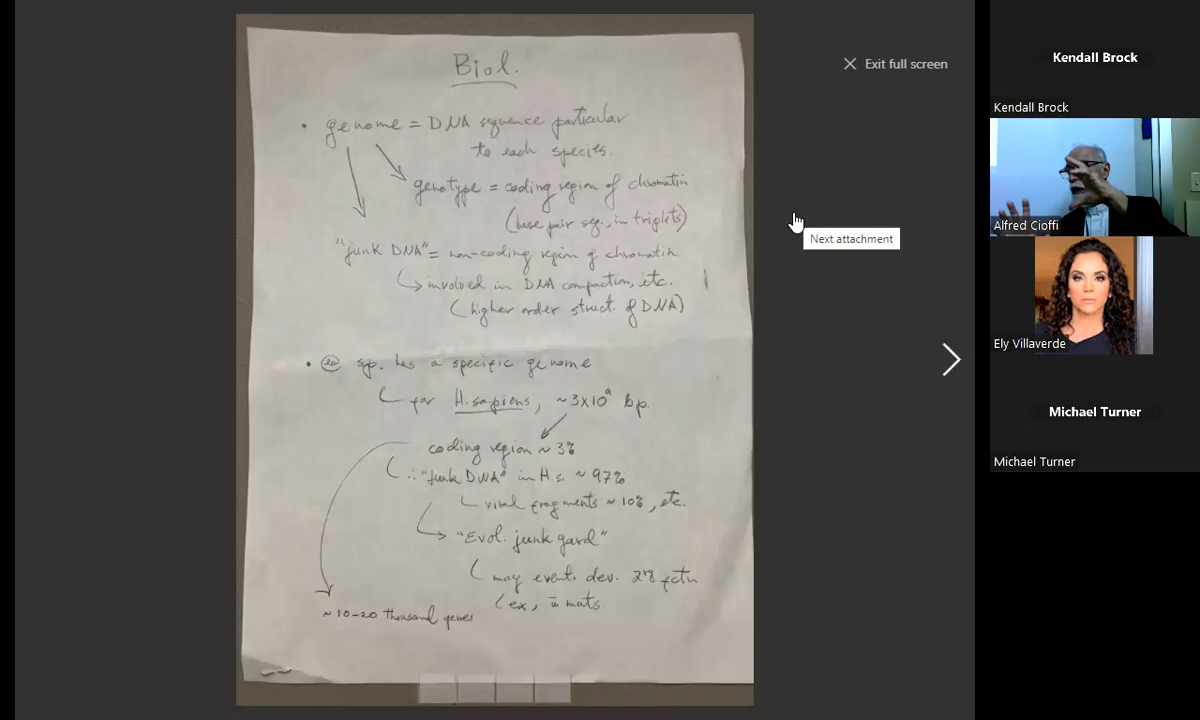 Biol.
• genome = DNA sequence particular
to each species.
genotype = coding region of chromatin
(base pair seq., in triplets)
"junk DNA" = non-coding region of chromatin
involved in DNA compaction, etc.
(higher order struct. of DNA)
• ea sp. has a specific genome
for H. sapiens, ~3x10⁹ bp.
coding region ~ 3%
∴ "junk DNA" in H.s. ~ 97%
viral fragments ~ 10%, etc.
"Evol. junk yard"
may event. dev. 2ry fctn
(ex, muts.
~ 10-20 thousand genes
Exit full screen
Next attachment
Kendall Brock
Kendall Brock
Alfred Cioffi
Ely Villaverde
Michael Turner
Michael Turner